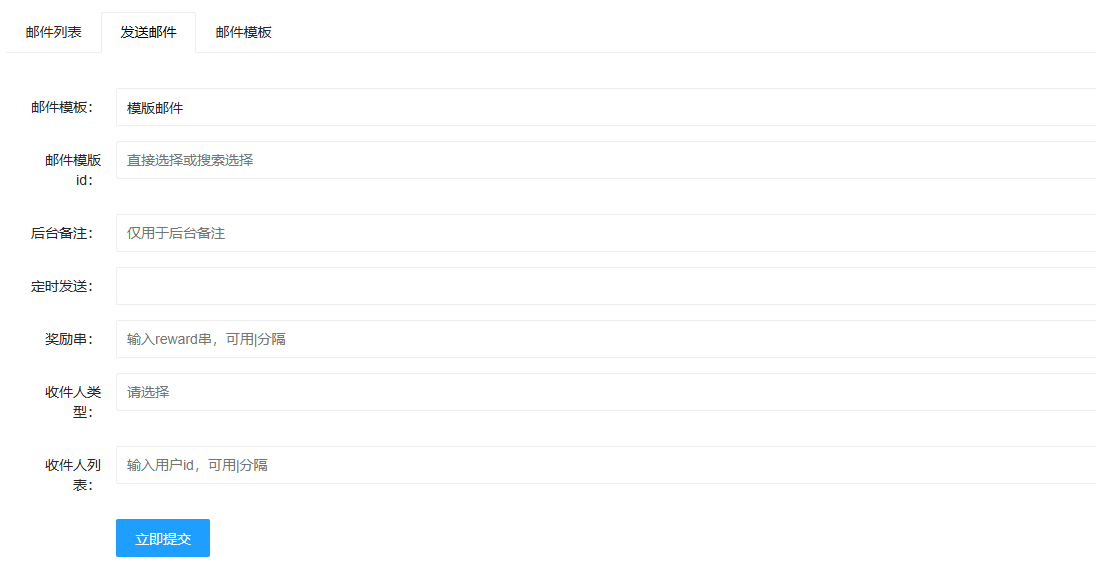 邮件列表 发送邮件 邮件模板
邮件模板： 模版邮件
邮件模版 直接选择或搜索选择
id：
后台备注： 仅用于后台备注
定时发送：
奖励串： 输入reward串，可用|分隔
收件人类 请选择
型：
收件人列 输入用户id，可用|分隔
表：
立即提交